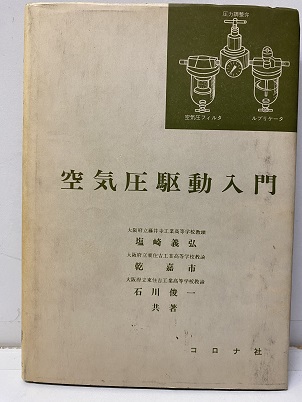 圧力調整弁
空気圧フィルタ
ルブリケータ
空気圧駆動入門
大阪府立藤井寺工業高等学校教諭
塩崎義弘
大阪府立東住吉工業高等学校教諭
乾嘉市
大阪府立東住吉工業高等学校教諭
石川俊一
共著
コロナ社